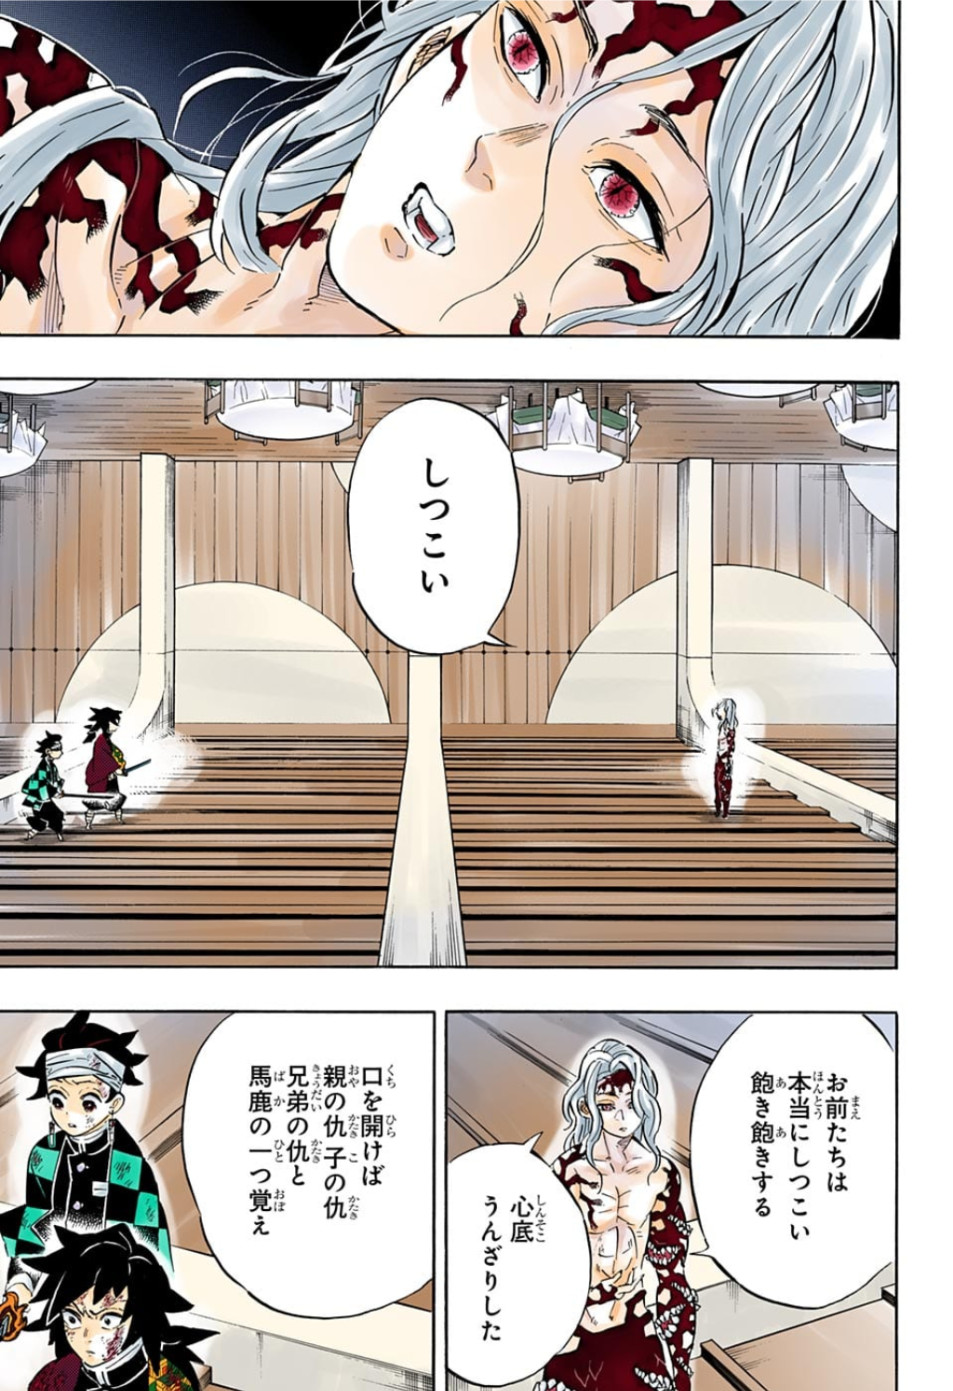 しつこい
お前たちは
本当にしつこい
飽き飽きする
心底
うんざりした
口を開けば
親の仇子の仇
兄弟の仇と
馬鹿の一つ覚え